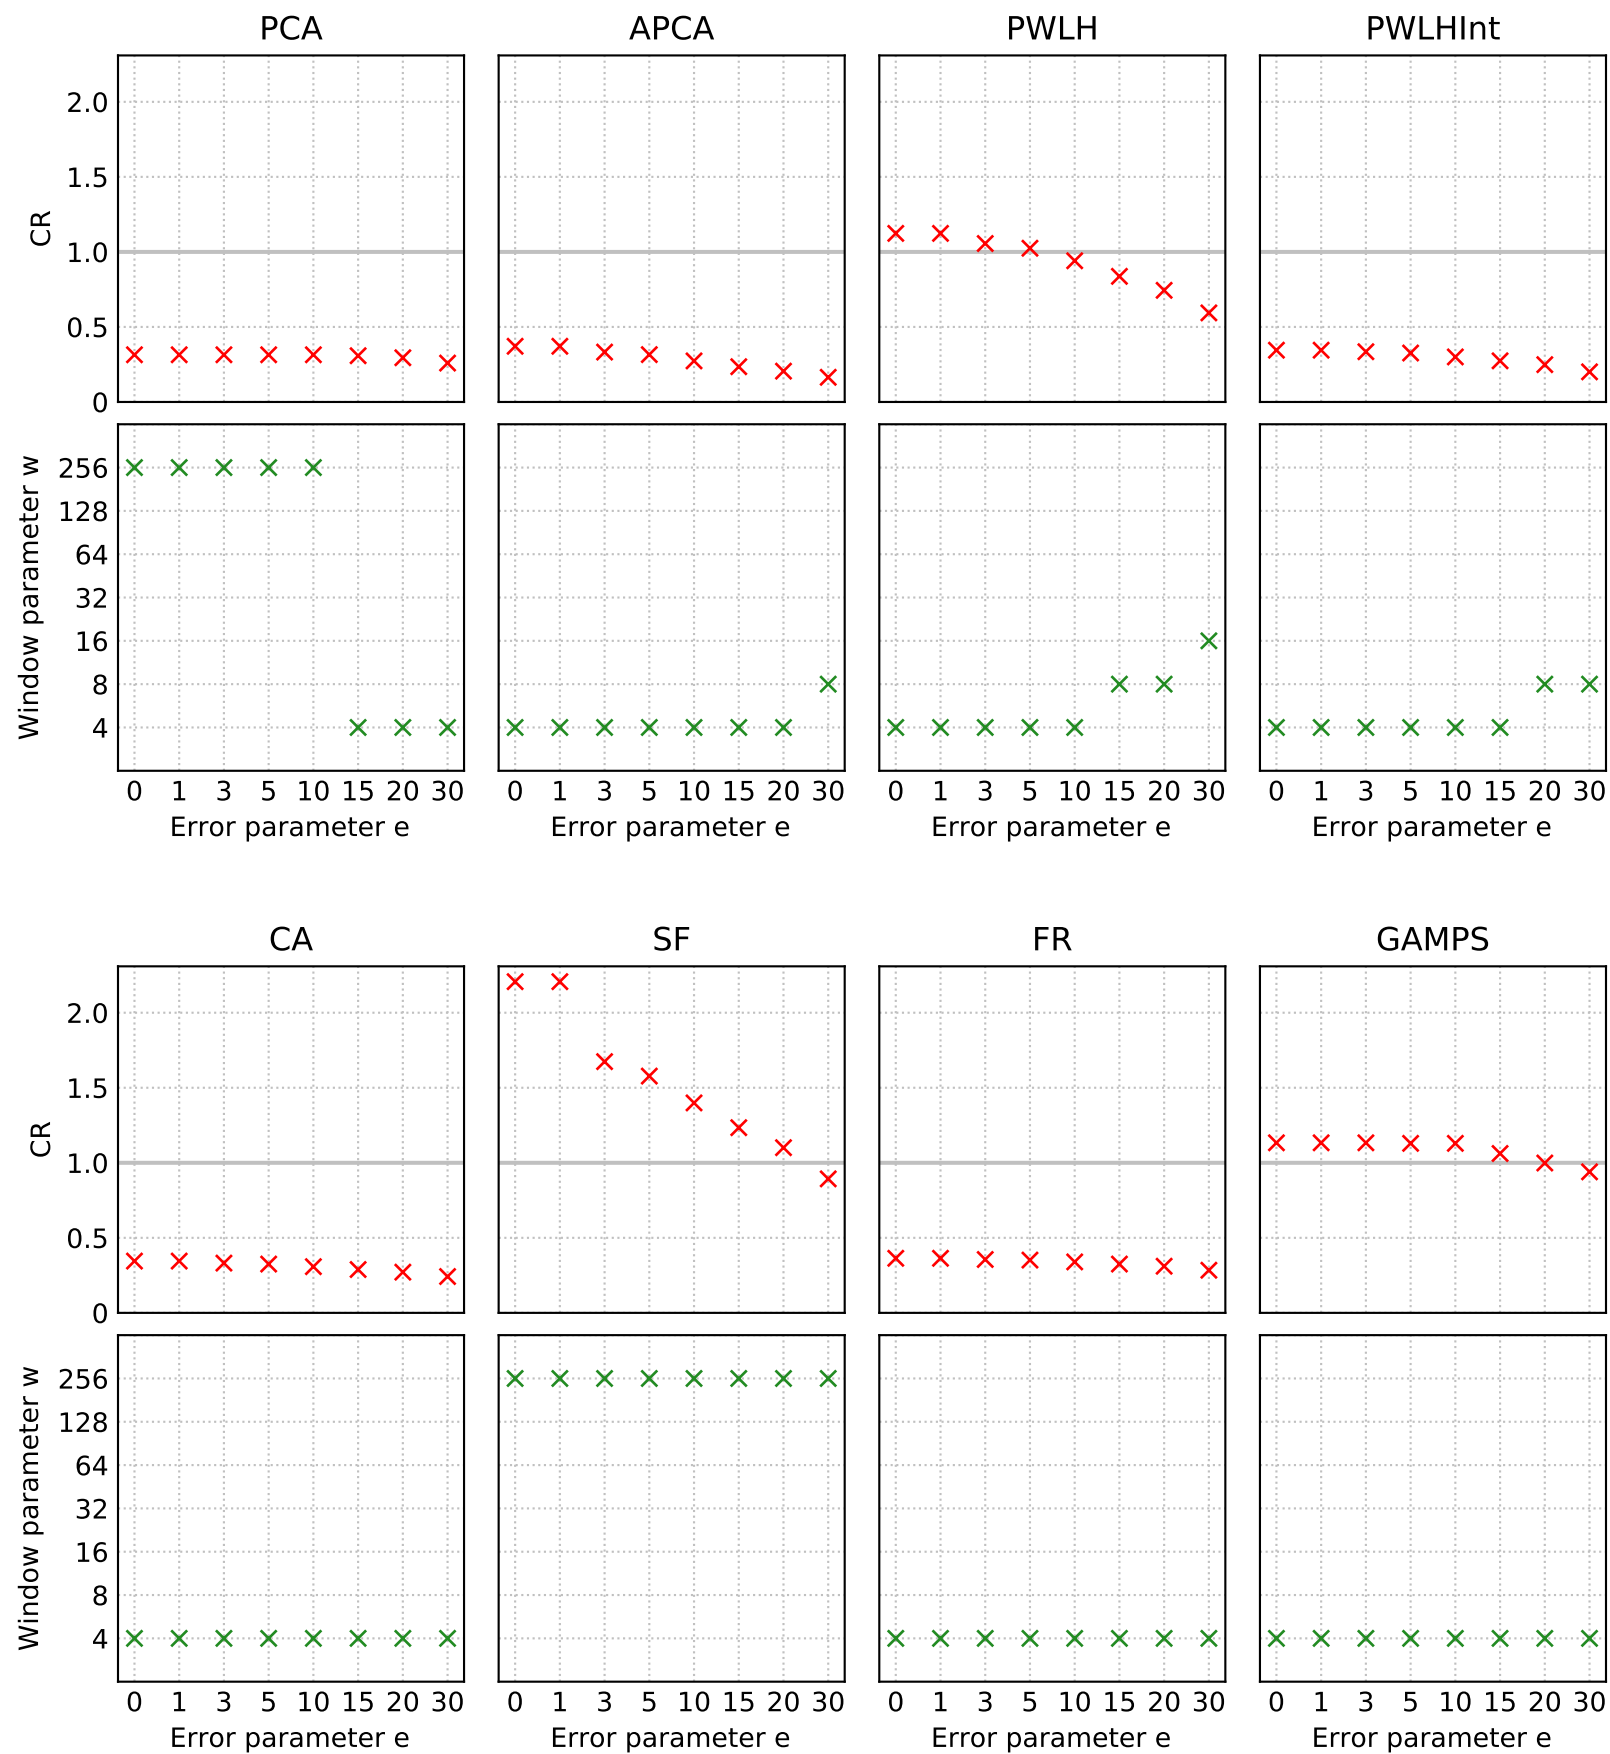 PCA APCA PWLH PWLHInt
CR
2.0
1.5
1.0
0.5
0
Window parameter w
256
128
64
32
16
8
4
0 1 3 5 10 15 20 30 0 1 3 5 10 15 20 30 0 1 3 5 10 15 20 30 0 1 3 5 10 15 20 30
Error parameter e Error parameter e Error parameter e Error parameter e
CA SF FR GAMPS
CR
2.0
1.5
1.0
0.5
0
Window parameter w
256
128
64
32
16
8
4
0 1 3 5 10 15 20 30 0 1 3 5 10 15 20 30 0 1 3 5 10 15 20 30 0 1 3 5 10 15 20 30
Error parameter e Error parameter e Error parameter e Error parameter e